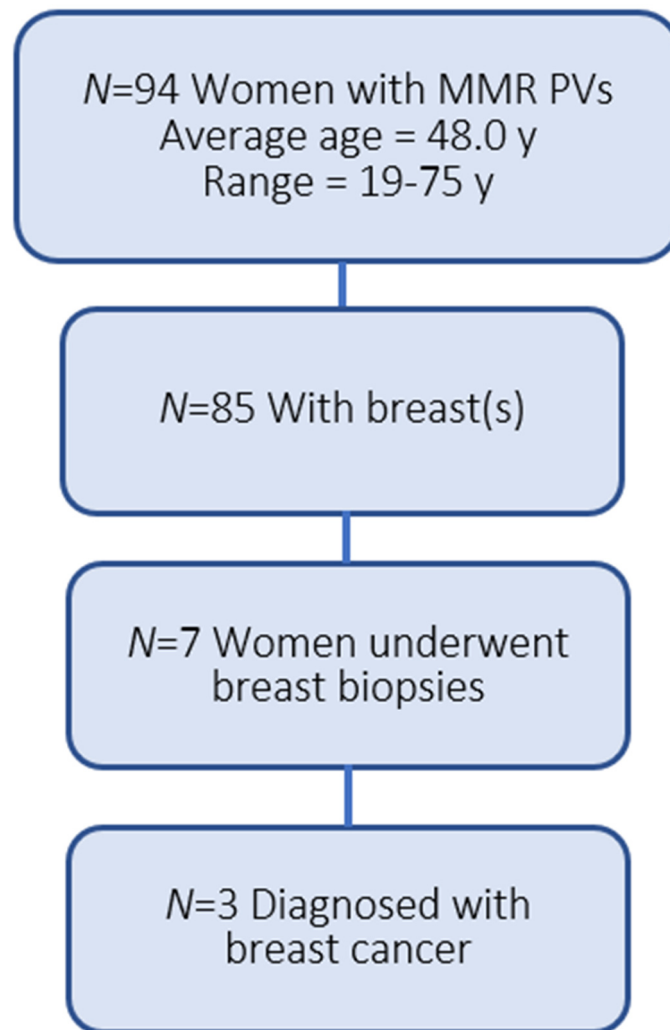 N=94 Women with MMR PVs
Average age = 48.0 y
Range = 19-75 y
N=85 With breast(s)
N=7 Women underwent
breast biopsies
N=3 Diagnosed with
breast cancer